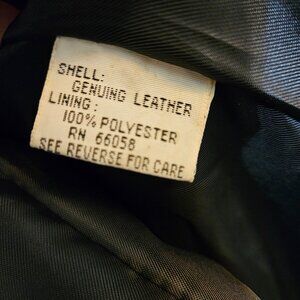 SHELL:
GENUINE LEATHER
LINING:
100% POLYESTER
RN 66058
SEE REVERSE FOR CARE